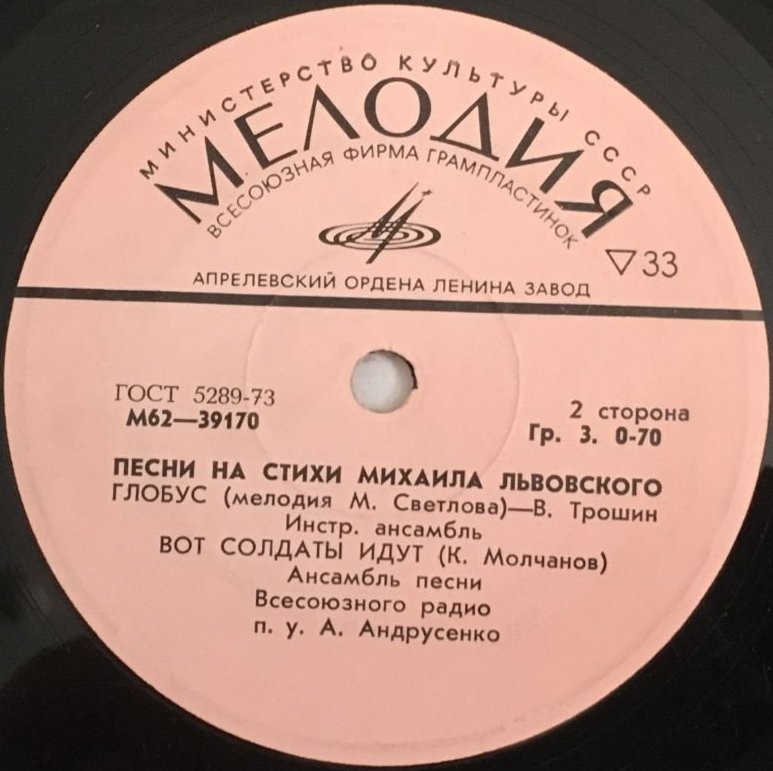 МИНИСТЕРСТВО КУЛЬТУРЫ СССР
МЕЛОДИЯ
ВСЕСОЮЗНАЯ ФИРМА ГРАМПЛАСТИНОК
▽33
АПРЕЛЕВСКИЙ ОРДЕНА ЛЕНИНА ЗАВОД
ГОСТ 5289-73
М62—39170
2 сторона
Гр. 3. 0-70
ПЕСНИ НА СТИХИ МИХАИЛА ЛЬВОВСКОГО
ГЛОБУС (мелодия М. Светлова)—В. Трошин
Инстр. ансамбль
ВОТ СОЛДАТЫ ИДУТ (К. Молчанов)
Ансамбль песни
Всесоюзного радио
п. у. А. Андрусенко